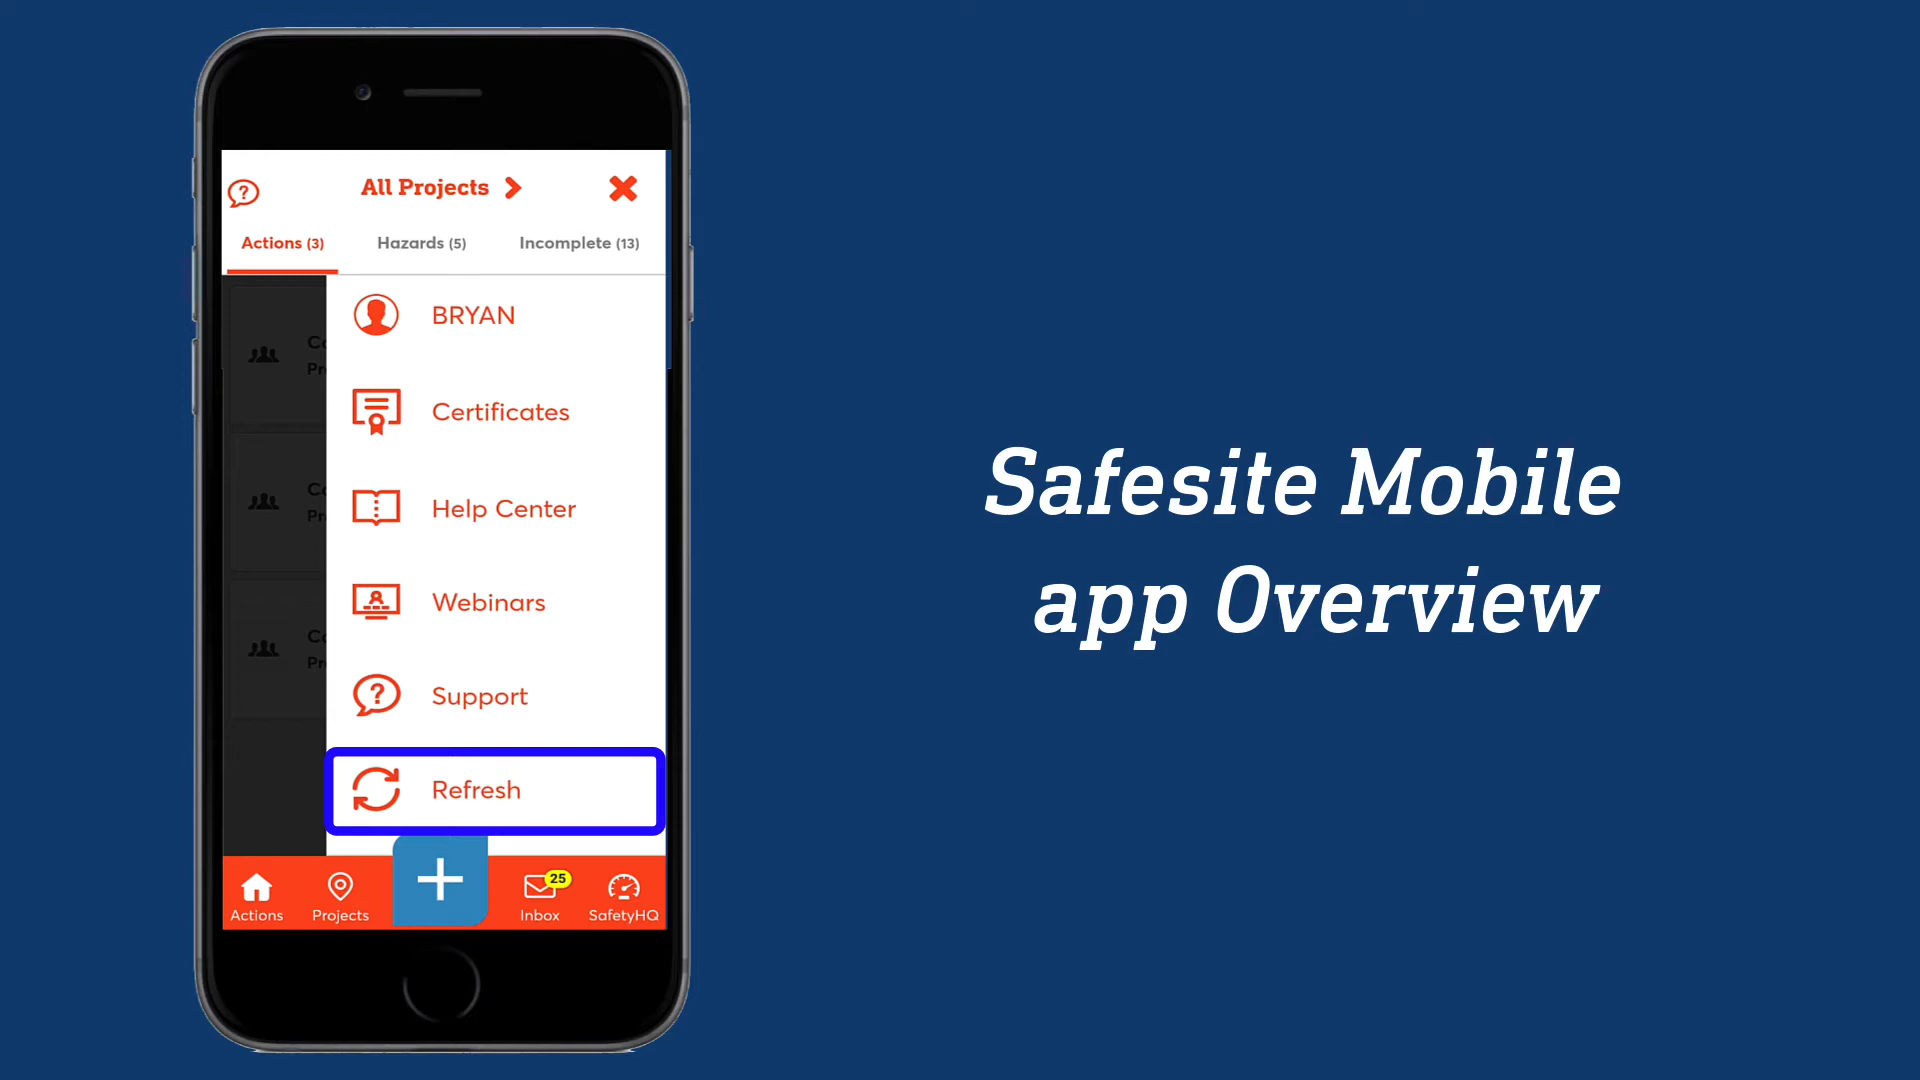 All Projects
Actions (3) Hazards (5) Incomplete (13)
BRYAN
Certificates
Help Center
Webinars
Support
Refresh
25
Actions Projects Inbox SafetyHQ
Safesite Mobile
app Overview